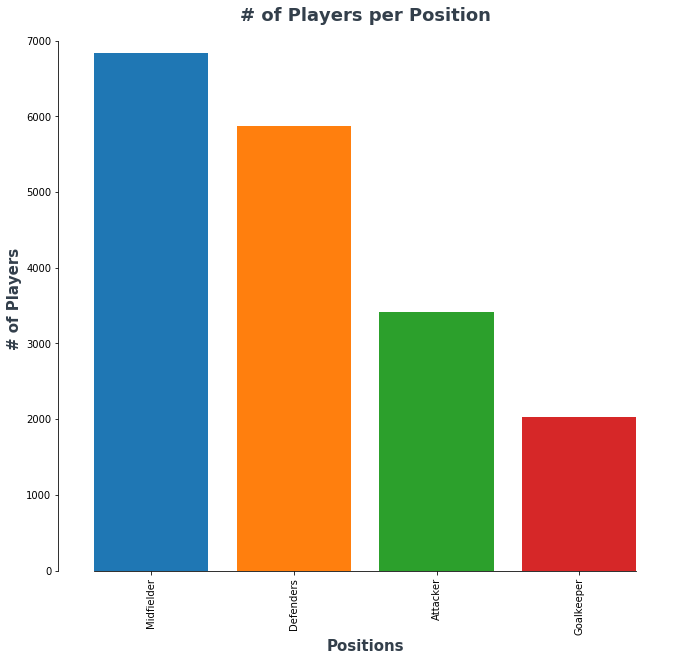 # of Players per Position
7000
6000
5000
4000
3000
2000
1000
0
# of Players
Midfielder
Defenders
Attacker
Goalkeeper
Positions